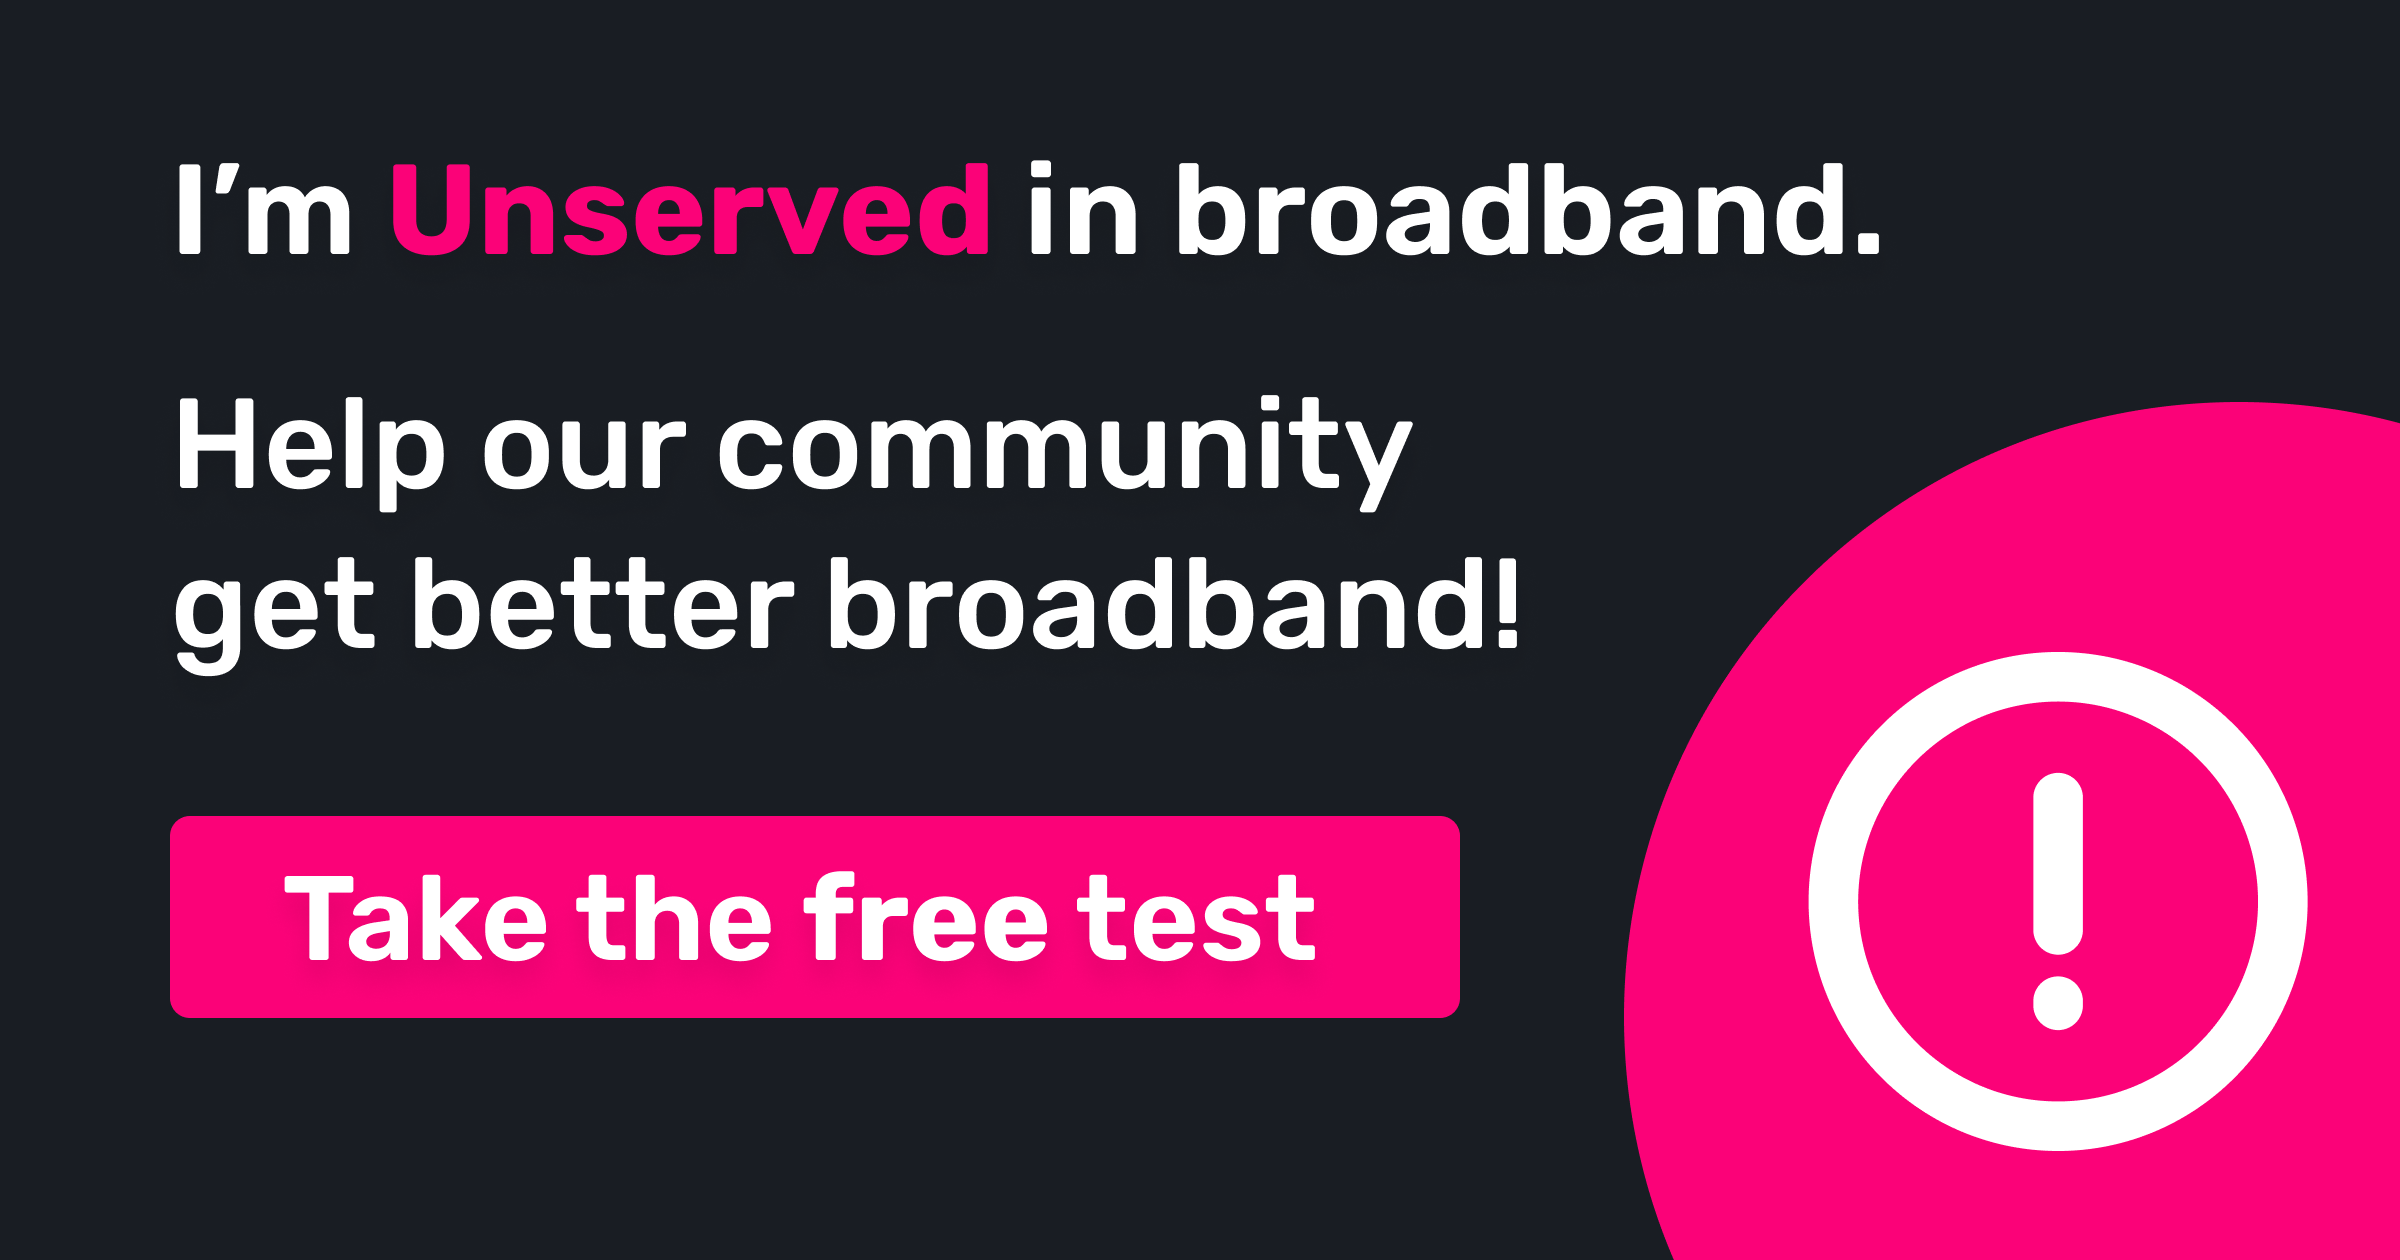 I’m Unserved in broadband.
Help our community
get better broadband!
Take the free test